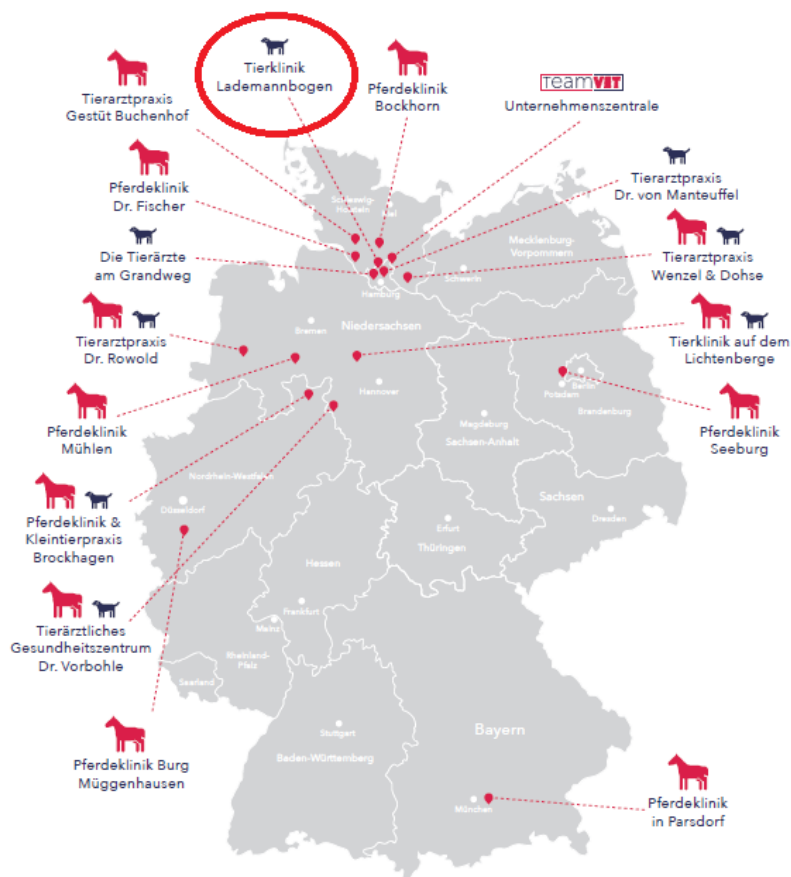 Tierklinik
Lademannbogen
Pferdeklinik
Bockhorn
TeamVET
Unternehmenszentrale
Tierarztpraxis
Gestüt Buchenhof
Pferdeklinik
Dr. Fischer
Die Tierärzte
am Grandweg
Tierarztpraxis
Dr. von Manteuffel
Tierarztpraxis
Wenzel & Dohse
Tierarztpraxis
Dr. Rowold
Tierklinik auf dem
Lichtenberge
Pferdeklinik
Mühlen
Pferdeklinik
Seeburg
Pferdeklinik &
Kleintierpraxis
Brockhagen
Tierärztliches
Gesundheitszentrum
Dr. Vorbohle
Pferdeklinik Burg
Müggenhausen
Pferdeklinik
in Parsdorf
Schleswig-
Holstein
Mecklenburg-
Vorpommern
Schwerin
Hamburg
Bremen
Niedersachsen
Hannover
Berlin
Potsdam
Brandenburg
Magdeburg
Sachsen-Anhalt
Nordrhein-Westfalen
Düsseldorf
Sachsen
Dresden
Erfurt
Thüringen
Hessen
Frankfurt
Mainz
Rheinland-
Pfalz
Saarland
Stuttgart
Baden-Württemberg
Bayern
München